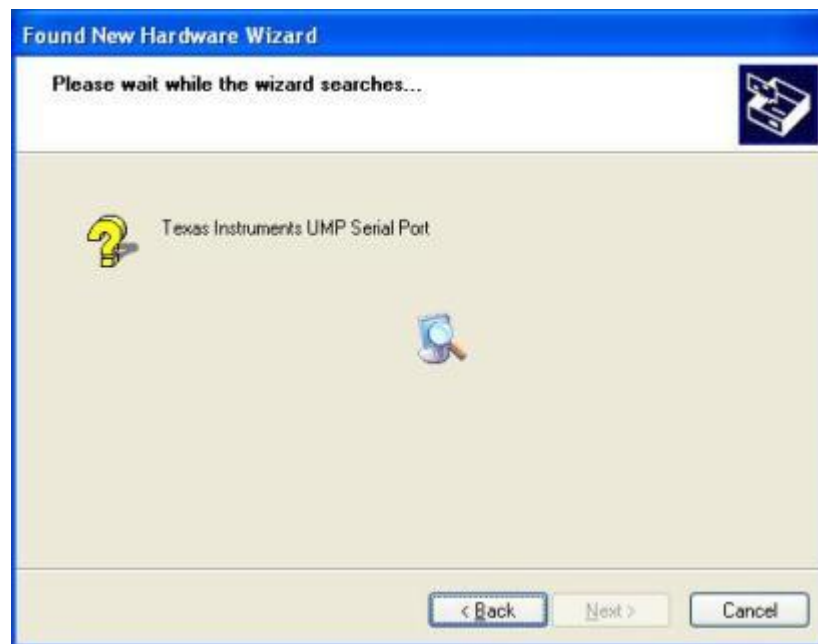 Found New Hardware Wizard
Please wait while the wizard searches...
Texas Instruments UMP Serial Port
< Back
Next >
Cancel